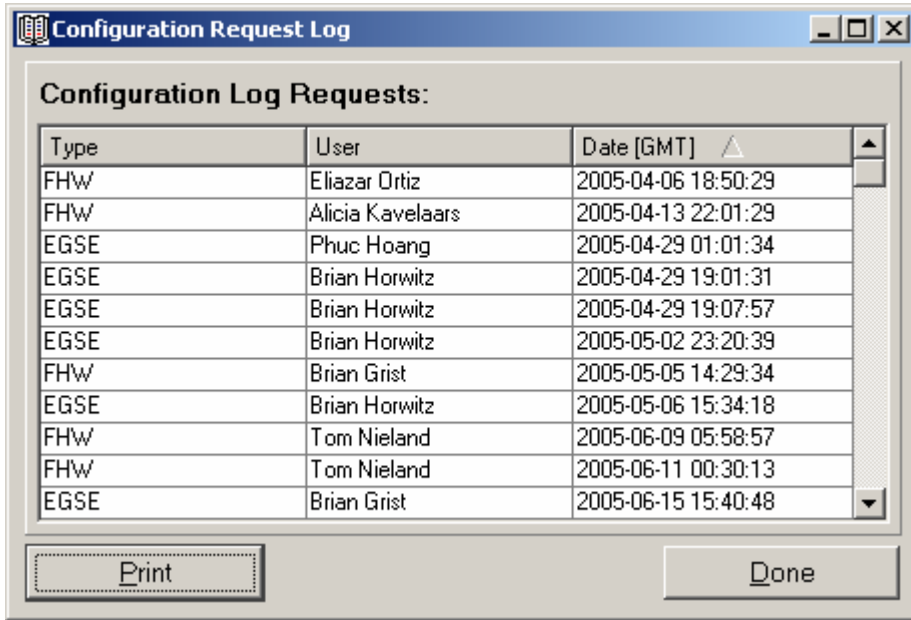 Configuration Request Log
Configuration Log Requests:
Type User Date [GMT]
FHW Eliazar Ortiz 2005-04-06 18:50:29
FHW Alicia Kavelaars 2005-04-13 22:01:29
EGSE Phuc Hoang 2005-04-29 01:01:34
EGSE Brian Horwitz 2005-04-29 19:01:31
EGSE Brian Horwitz 2005-04-29 19:07:57
EGSE Brian Horwitz 2005-05-02 23:20:39
FHW Brian Grist 2005-05-05 14:29:34
EGSE Brian Horwitz 2005-05-06 15:34:18
FHW Tom Nieland 2005-06-09 05:58:57
FHW Tom Nieland 2005-06-11 00:30:13
EGSE Brian Grist 2005-06-15 15:40:48
Print Done